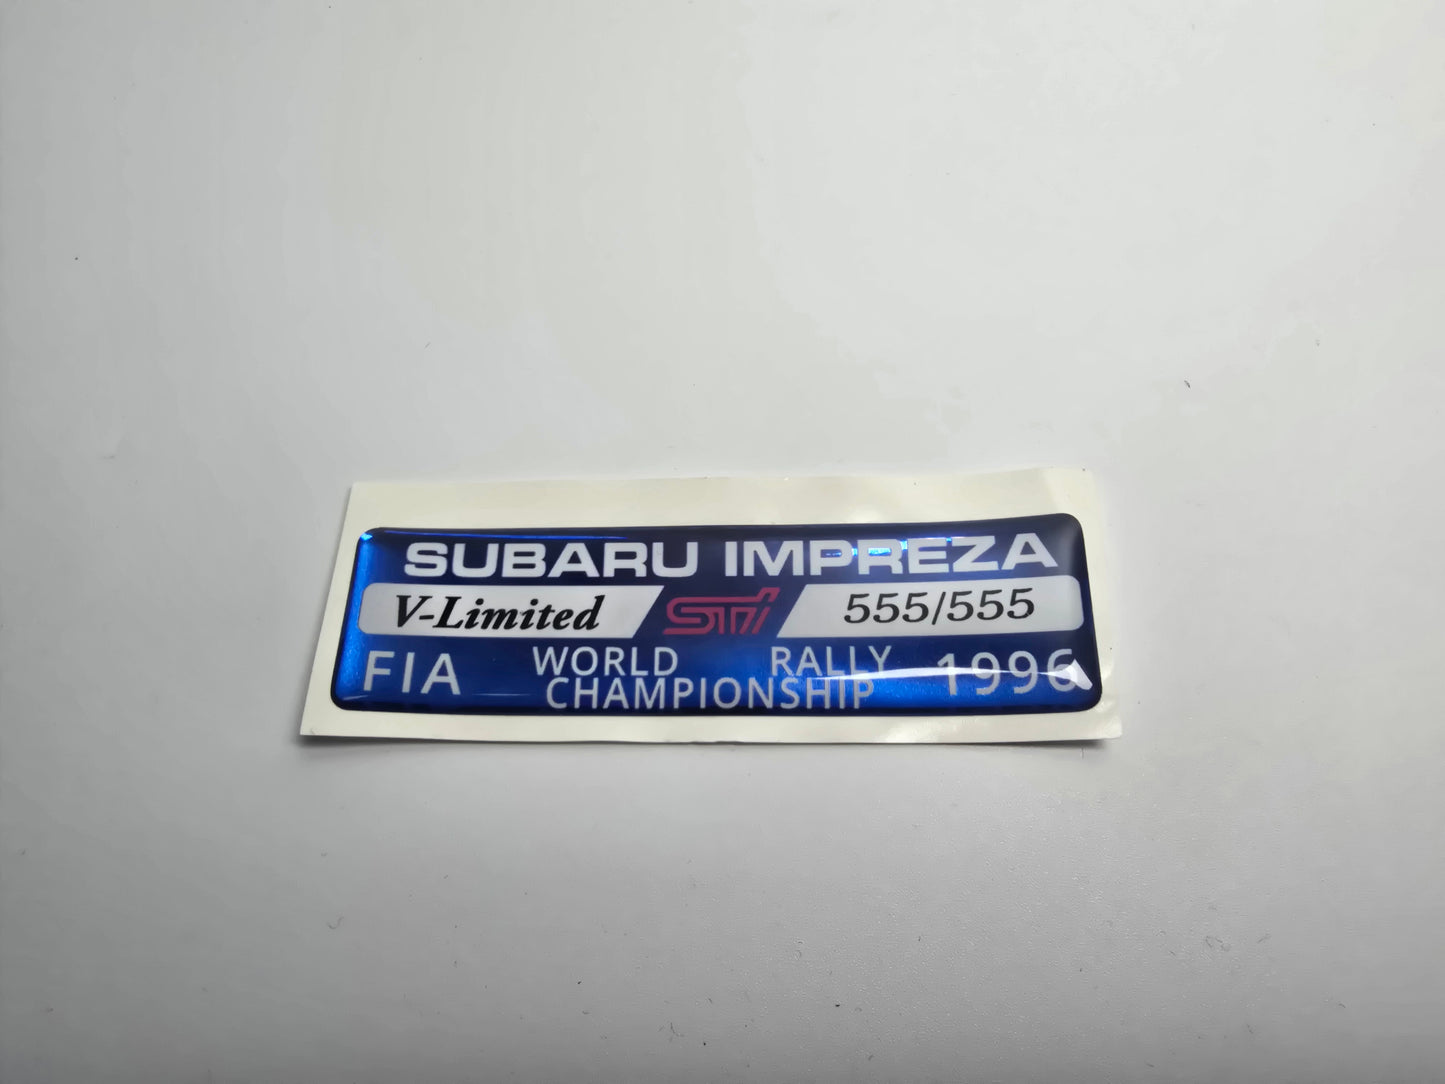 SUBARU IMPREZA
V-Limited STi 555/555
FIA WORLD RALLY CHAMPIONSHIP 1996